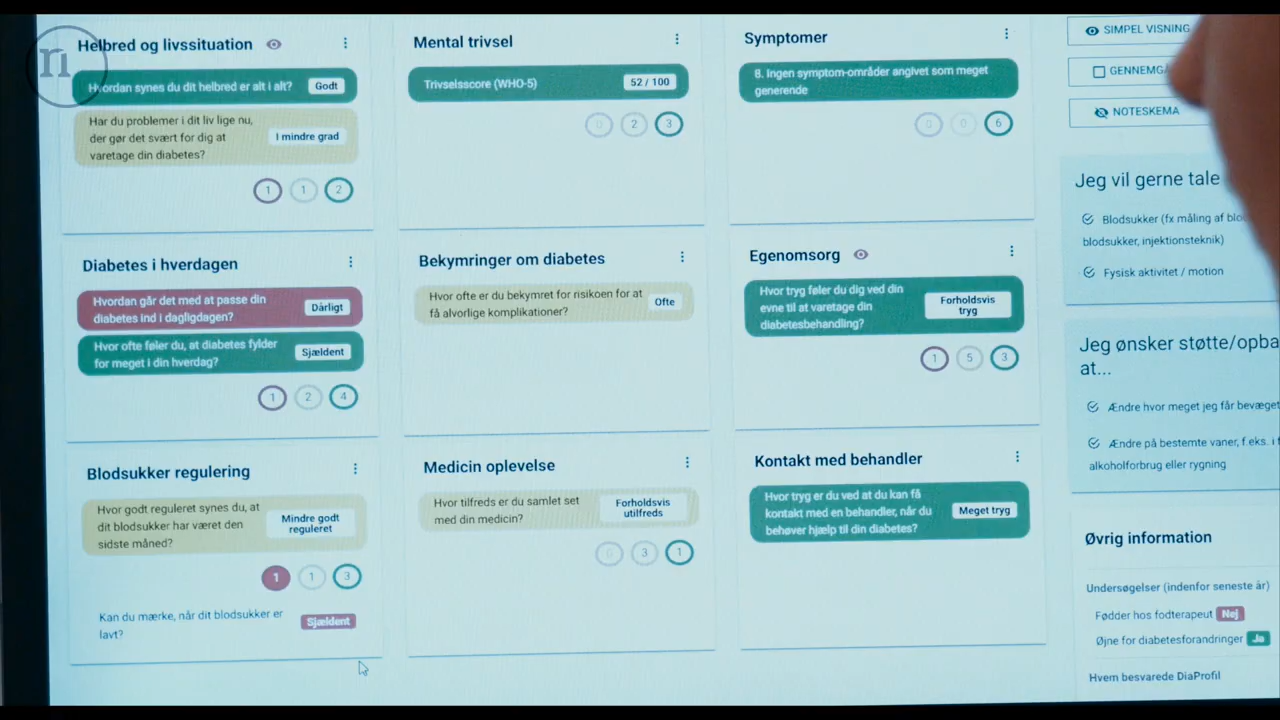 rn
Helbred og livssituation
Hvordan synes du dit helbred er alt i alt?
Godt
Har du problemer i dit liv lige nu,
der gør det svært for dig at
varetage din diabetes?
I mindre grad
1
1
2
Mental trivsel
Trivselsscore (WHO-5)
52 / 100
0
2
3
Symptomer
8. Ingen symptom-områder angivet som meget
generende
0
0
6
SIMPEL VISNING
NOTESKEMA
Diabetes i hverdagen
Hvordan går det med at passe din
diabetes ind i dagligdagen?
Dårligt
Hvor ofte føler du, at diabetes fylder
for meget i din hverdag?
Sjældent
1
2
4
Bekymringer om diabetes
Hvor ofte er du bekymret for risikoen for at
få alvorlige komplikationer?
Ofte
Egenomsorg
Hvor tryg føler du dig ved din
evne til at varetage din
diabetesbehandling?
Forholdsvis
tryg
1
5
3
Jeg vil gerne tale
Blodsukker (fx måling af
blodsukker, injektionsteknik)
Fysisk aktivitet / motion
Blodsukker regulering
Hvor godt reguleret synes du, at
dit blodsukker har været den
sidste måned?
Mindre godt
reguleret
1
1
3
Kan du mærke, når dit blodsukker er
lavt?
Sjældent
Medicin oplevelse
Hvor tilfreds er du samlet set
med din medicin?
Forholdsvis
utilfreds
0
3
1
Kontakt med behandler
Hvor tryg er du ved at du kan få
kontakt med en behandler, når du
behøver hjælp til din diabetes?
Meget tryg
Jeg ønsker støtte/opba
at...
Ændre hvor meget jeg får bevæget
Ændre på bestemte vaner, f.eks. i f
alkoholforbrug eller rygning
Øvrig information
Undersøgelser (indenfor seneste år)
Fødder hos fodterapeut Nej
Øjne for diabetesforandringer Ja
Hvem besvarede DiaProfil